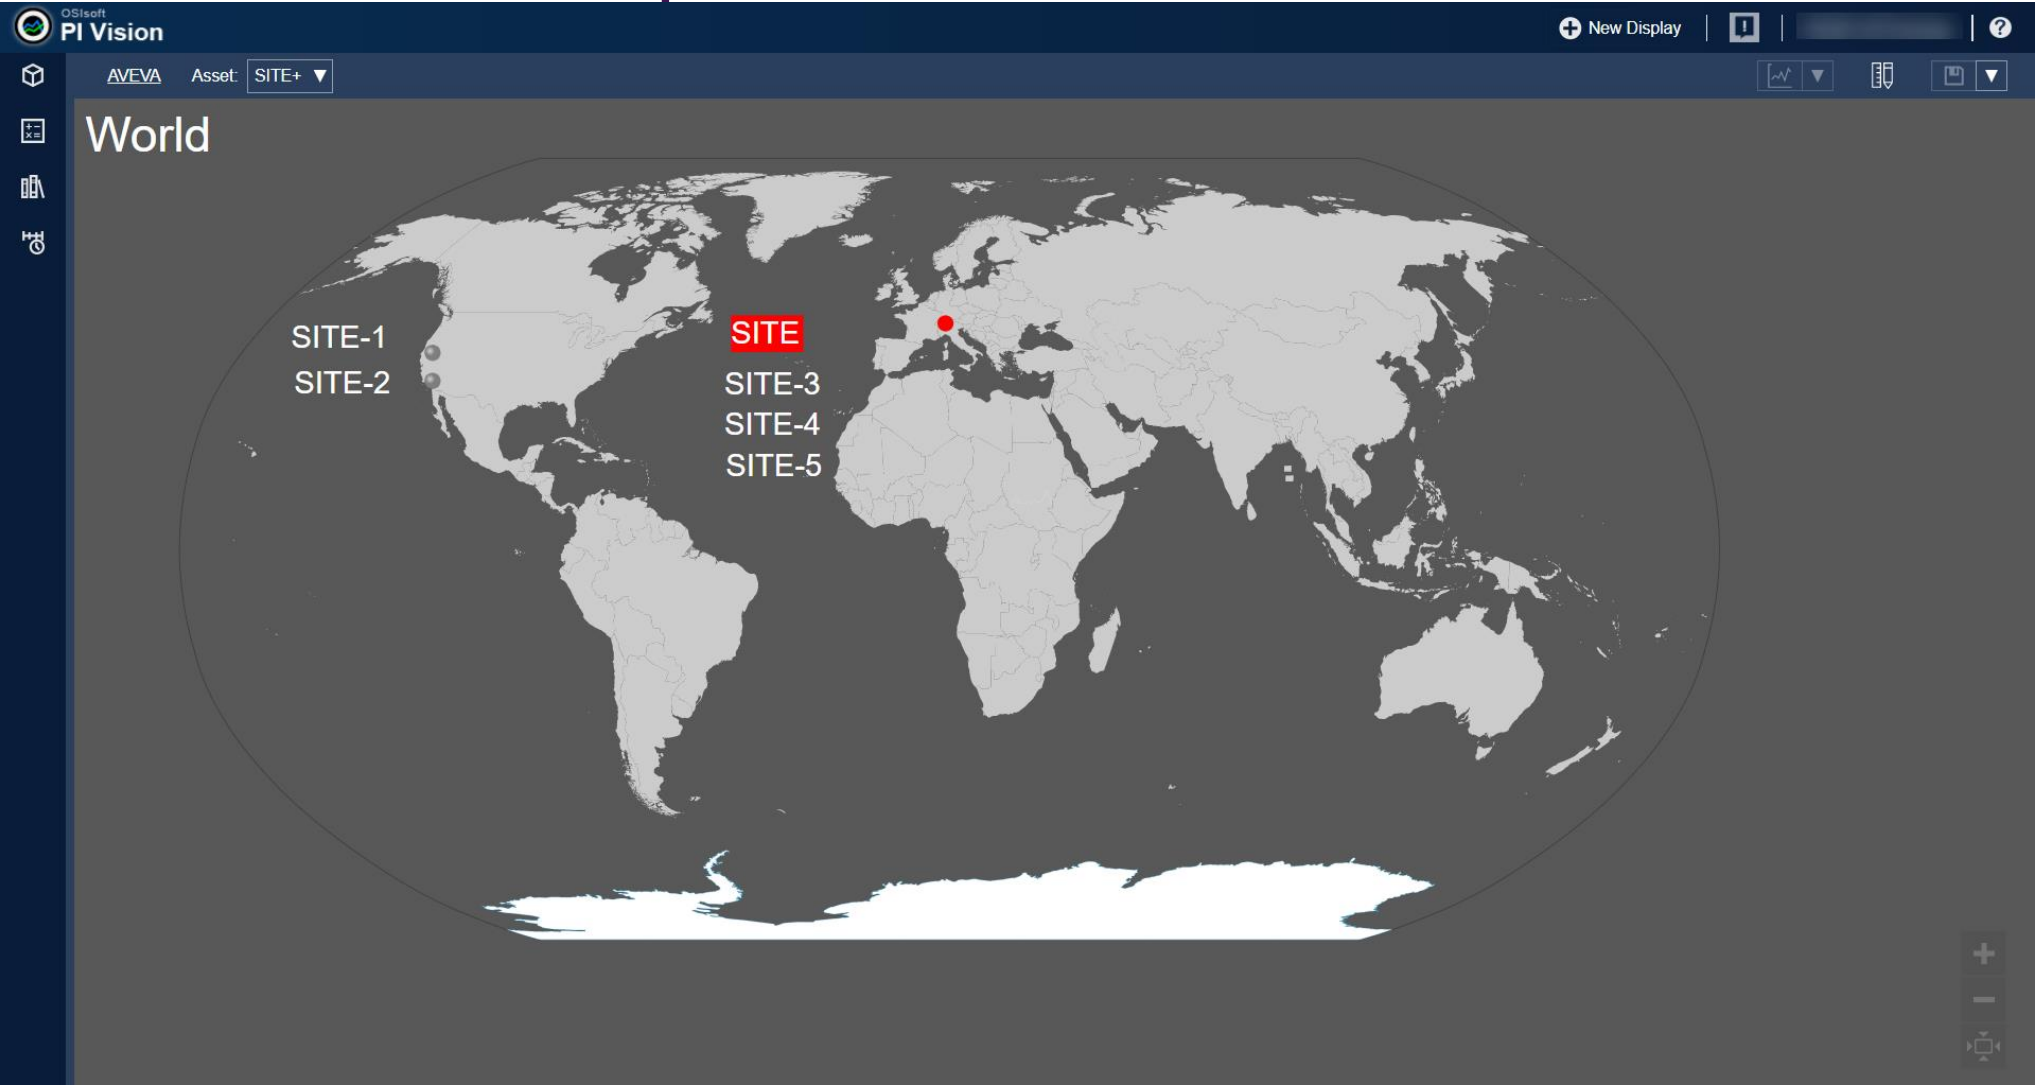 OSIsoft
PI Vision
New Display
AVEVA
Asset: SITE+
World
SITE-1
SITE-2
SITE
SITE-3
SITE-4
SITE-5